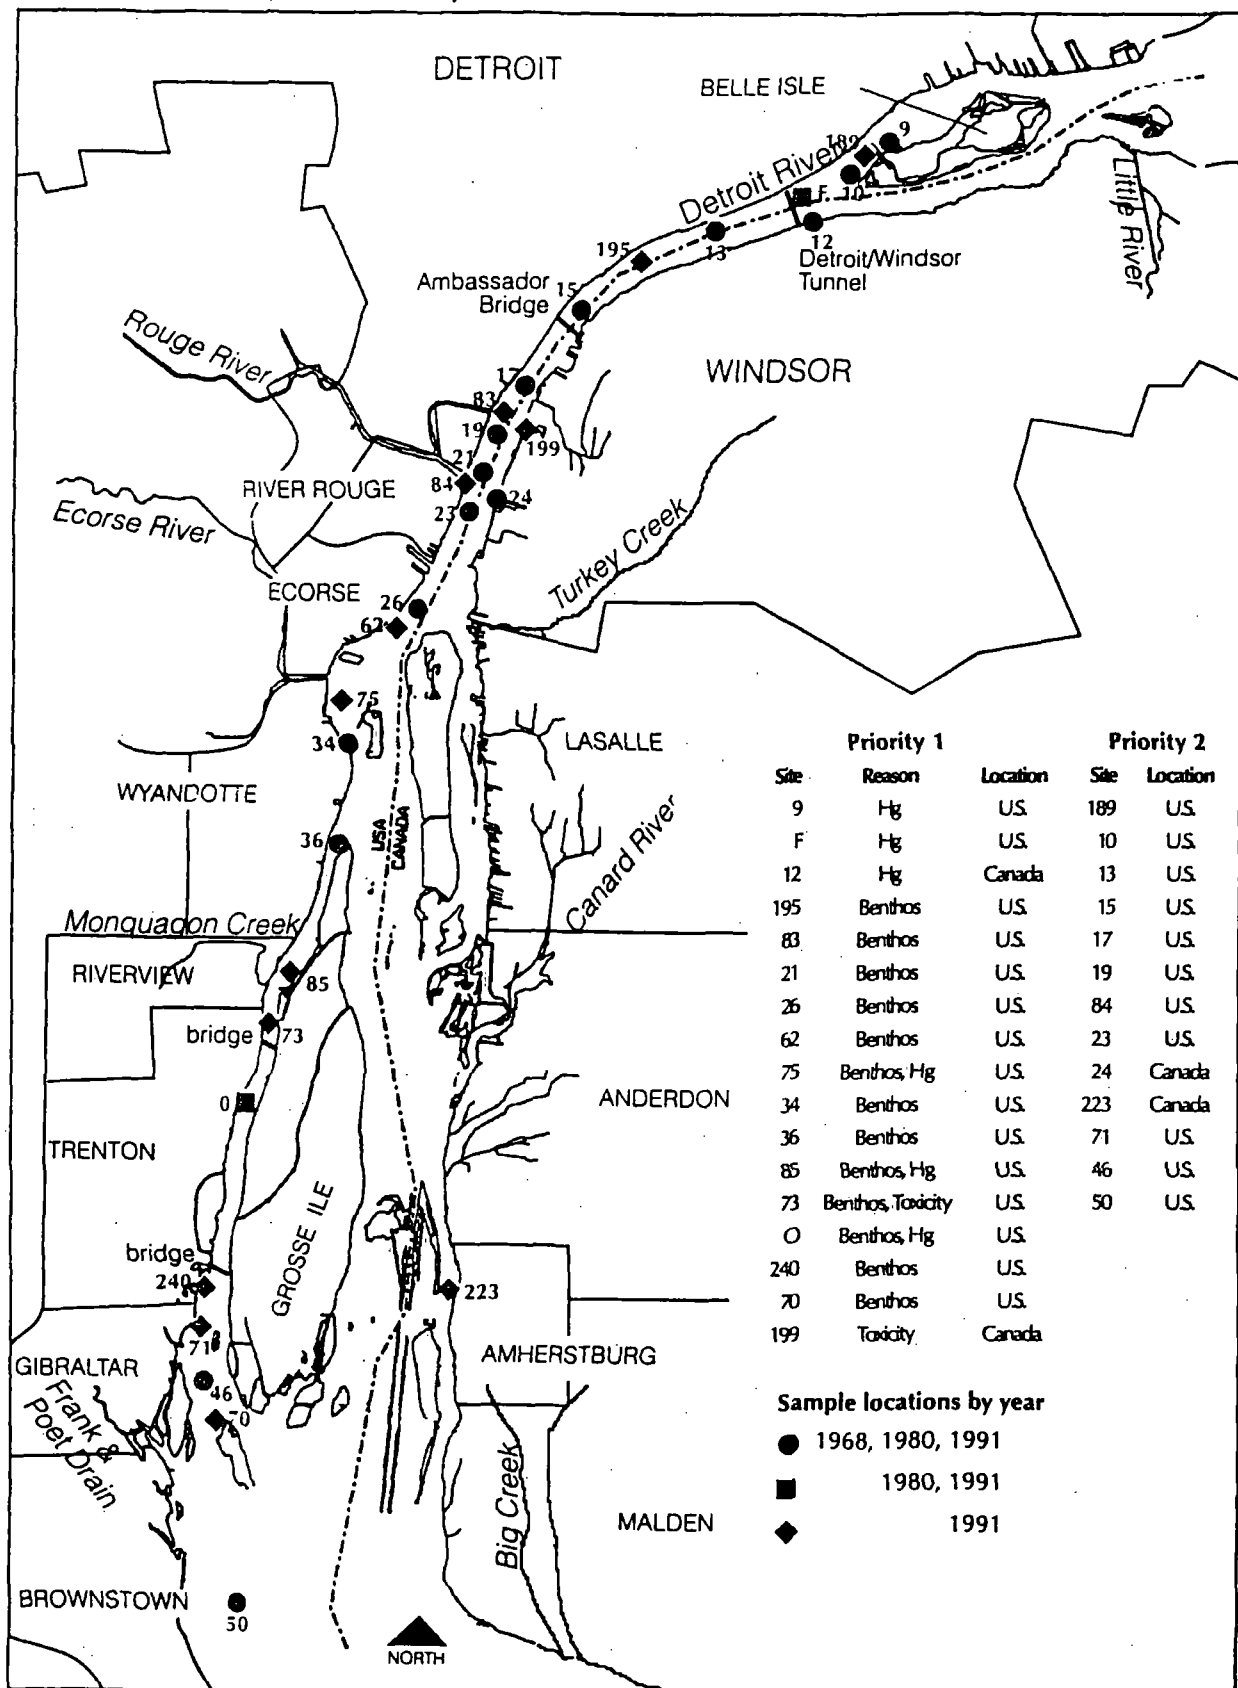 DETROIT
BELLE ISLE
189
9
Detroit River
F
10
12
13
Detroit/Windsor
Tunnel
Little River
195
Ambassador
Bridge
15
Rouge River
WINDSOR
17
83
19
199
21
84
24
23
RIVER ROUGE
Ecorse River
Turkey Creek
ECORSE
26
62
75
34
LASALLE
WYANDOTTE
36
USA
CANADA
Canard River
Monquagon Creek
RIVERVIEW
85
bridge
73
0
ANDERDON
TRENTON
GROSSE ILE
bridge
240
223
71
AMHERSTBURG
GIBRALTAR
46
70
Frank &
Poet Drain
Big Creek
MALDEN
BROWNSTOWN
50
NORTH
Priority 1 Priority 2
Site Reason Location Site Location
9 Hg U.S. 189 U.S.
F Hg U.S. 10 U.S.
12 Hg Canada 13 U.S.
195 Benthos U.S. 15 U.S.
83 Benthos U.S. 17 U.S.
21 Benthos U.S. 19 U.S.
26 Benthos U.S. 84 U.S.
62 Benthos U.S. 23 U.S.
75 Benthos, Hg U.S. 24 Canada
34 Benthos U.S. 223 Canada
36 Benthos U.S. 71 U.S.
85 Benthos, Hg U.S. 46 U.S.
73 Benthos, Toxicity U.S. 50 U.S.
O Benthos, Hg U.S.
240 Benthos U.S.
70 Benthos U.S.
199 Toxicity Canada
Sample locations by year
1968, 1980, 1991
1980, 1991
1991